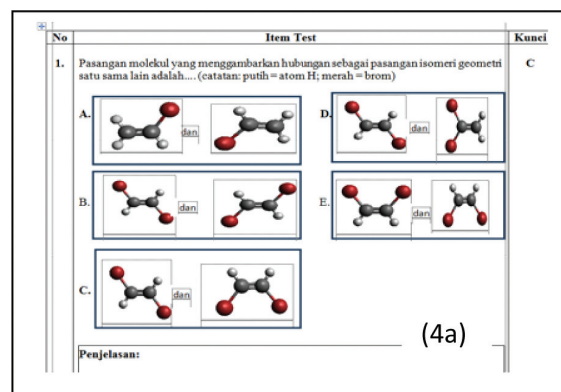 No Item Test Kunci
1. Pasangan molekul yang menggambarkan hubungan sebagai pasangan isomeri geometri C
satu sama lain adalah.... (catatan: putih = atom H; merah = brom)
A. dan D. dan
B. dan E. dan
C. dan
(4a)
Penjelasan: